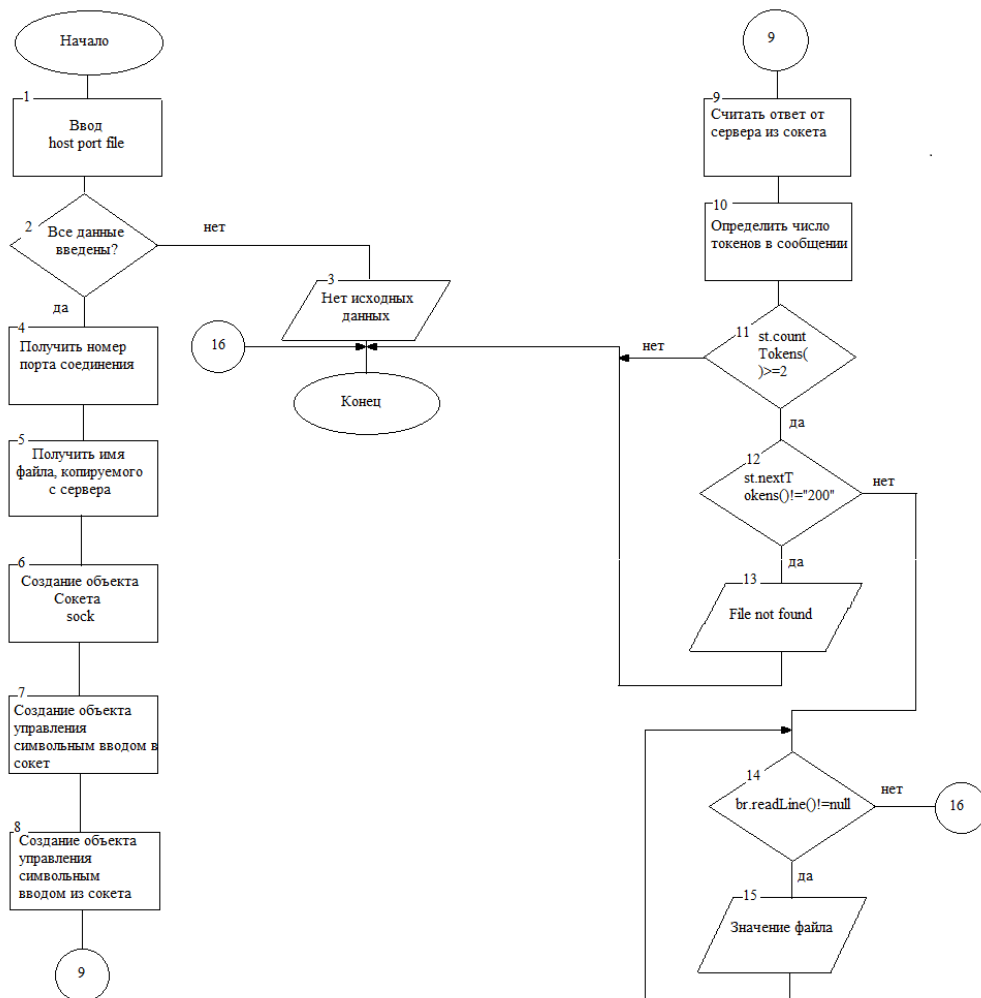 Начало
1
Ввод
host port file
2
Все данные
введены?
нет
да
3
Нет исходных
данных
16
Конец
4
Получить номер
порта соединения
5
Получить имя
файла, копируемого
с сервера
6
Создание объекта
Сокета
sock
7
Создание объекта
управления
символьным вводом в
сокет
8
Создание объекта
управления
символьным
вводом из сокета
9
9
9
Считать ответ от
сервера из сокета
10
Определить число
токенов в сообщении
11
st.count
Tokens(
)>=2
нет
да
12
st.nextT
okens()!="200"
нет
да
13
File not found
14
br.readLine()!=null
нет
16
да
15
Значение файла